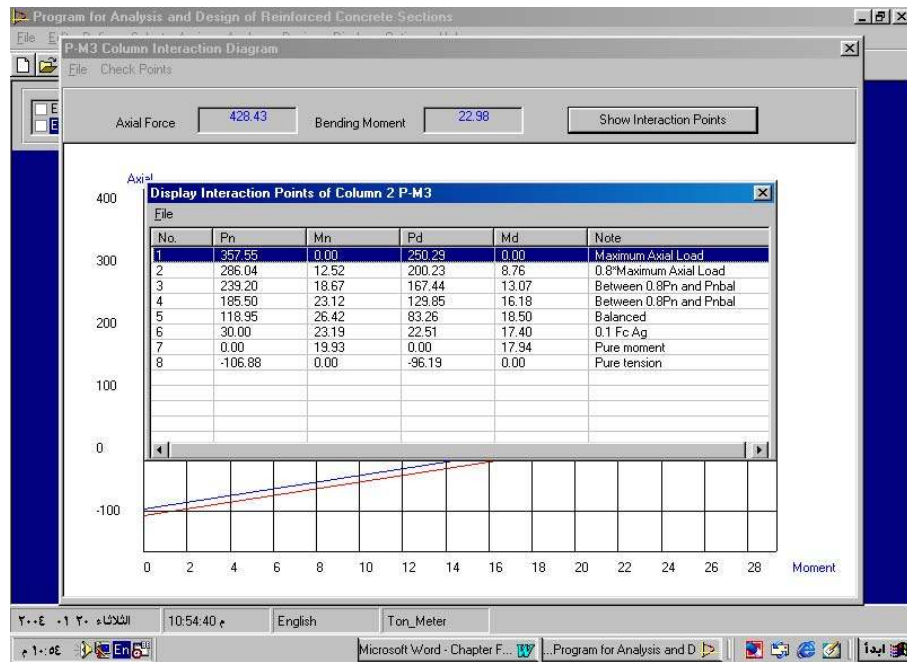 Program for Analysis and Design of Reinforced Concrete Sections
File
P-M3 Column Interaction Diagram
File Check Points
Axial Force 428.43 Bending Moment 22.98 Show Interaction Points
Axial
Display Interaction Points of Column 2 P-M3
File
No. Pn Mn Pd Md Note
1 357.55 0.00 250.29 0.00 Maximum Axial Load
2 286.04 12.52 200.23 8.76 0.8*Maximum Axial Load
3 239.20 18.67 167.44 13.07 Between 0.8Pn and Pnbal
4 185.50 23.12 129.85 16.18 Between 0.8Pn and Pnbal
5 118.95 26.42 83.26 18.50 Balanced
6 30.00 23.19 22.51 17.40 0.1 Fc Ag
7 0.00 19.93 0.00 17.94 Pure moment
8 -106.88 0.00 -96.19 0.00 Pure tension
400
300
200
100
0
-100
0 2 4 6 8 10 12 14 16 18 20 22 24 26 28 Moment
الثلاثاء ٢٠ ٠١ ٢٠٠٤ 10:54:40 م English Ton_Meter
١٠:٥٤ م En Microsoft Word - Chapter F... ...Program for Analysis and D ابدأ